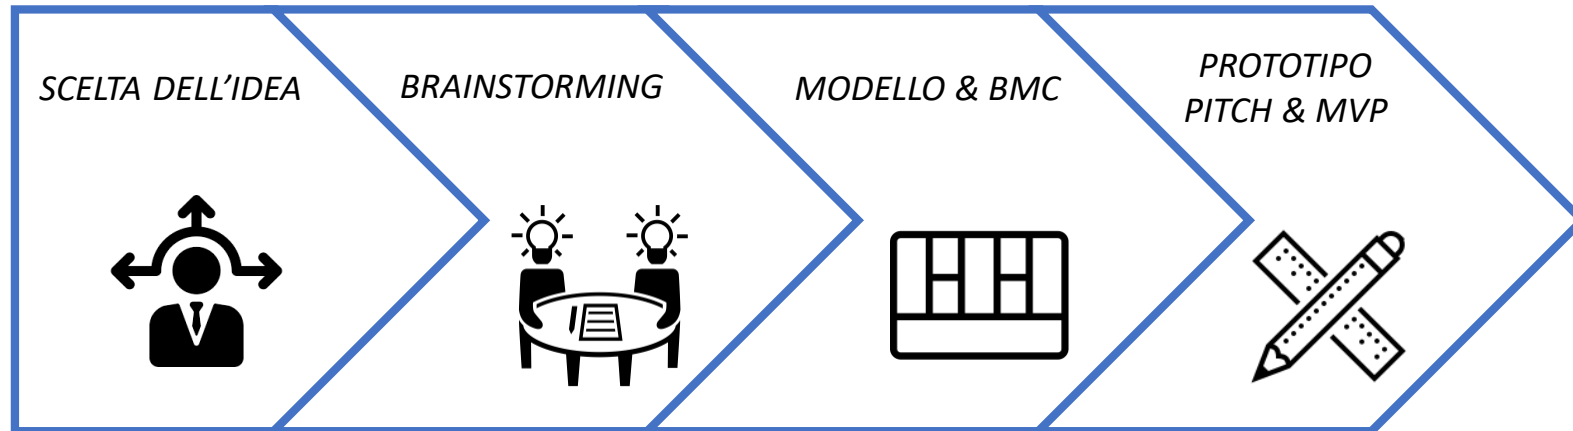 SCELTA DELL’IDEA
BRAINSTORMING
MODELLO & BMC
PROTOTIPO
PITCH & MVP